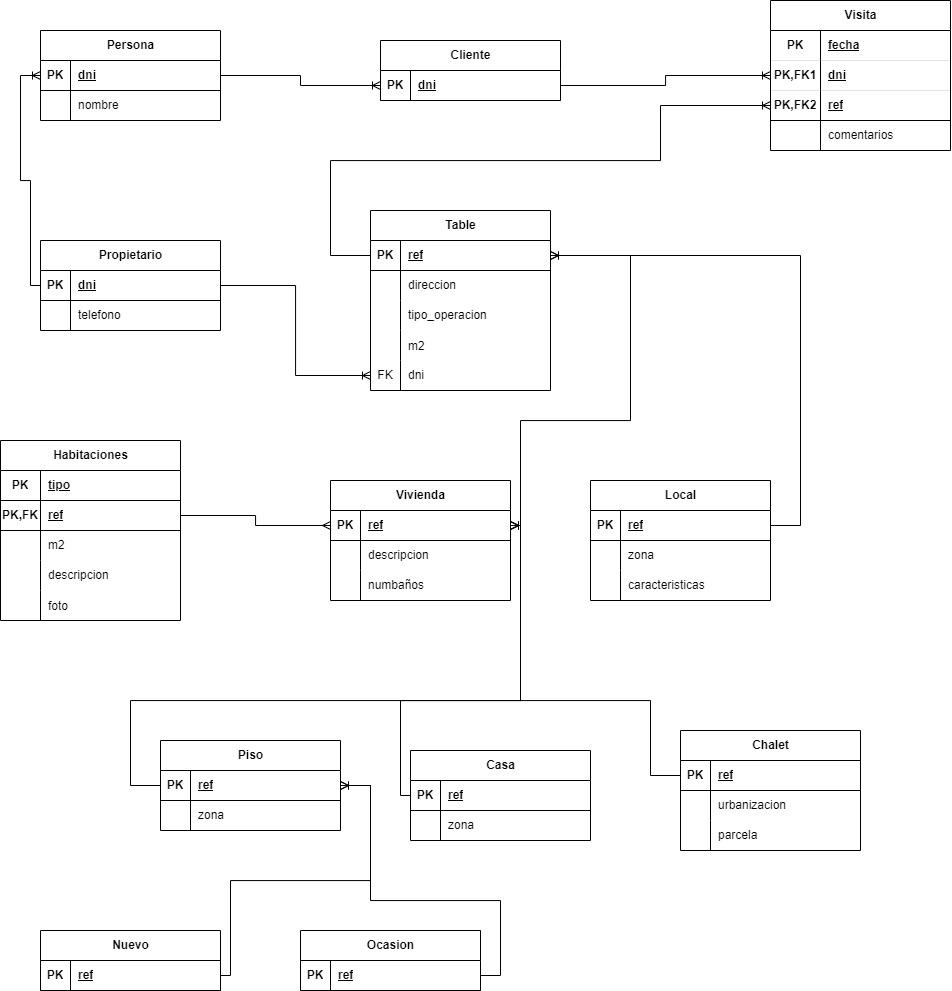 Visita
PK fecha
PK,FK1 dni
PK,FK2 ref
comentarios
Persona
PK dni
nombre
Cliente
PK dni
Table
PK ref
direccion
tipo_operacion
m2
FK dni
Propietario
PK dni
telefono
Habitaciones
PK tipo
PK,FK ref
m2
descripcion
foto
Vivienda
PK ref
descripcion
numbaños
Local
PK ref
zona
caracteristicas
Piso
PK ref
zona
Casa
PK ref
zona
Chalet
PK ref
urbanizacion
parcela
Nuevo
PK ref
Ocasion
PK ref